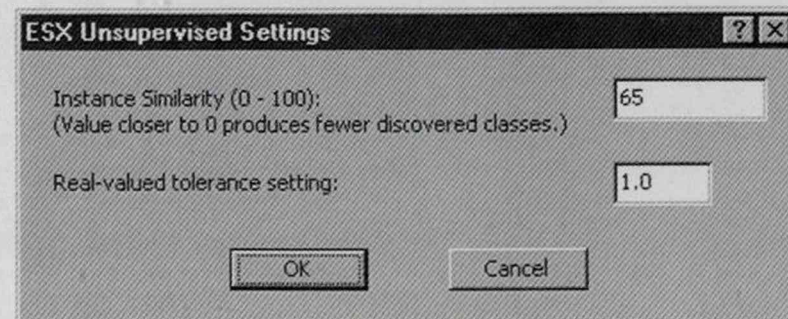 ESX Unsupervised Settings
Instance Similarity (0 - 100):
65
(Value closer to 0 produces fewer discovered classes.)
Real-valued tolerance setting:
1.0
OK
Cancel